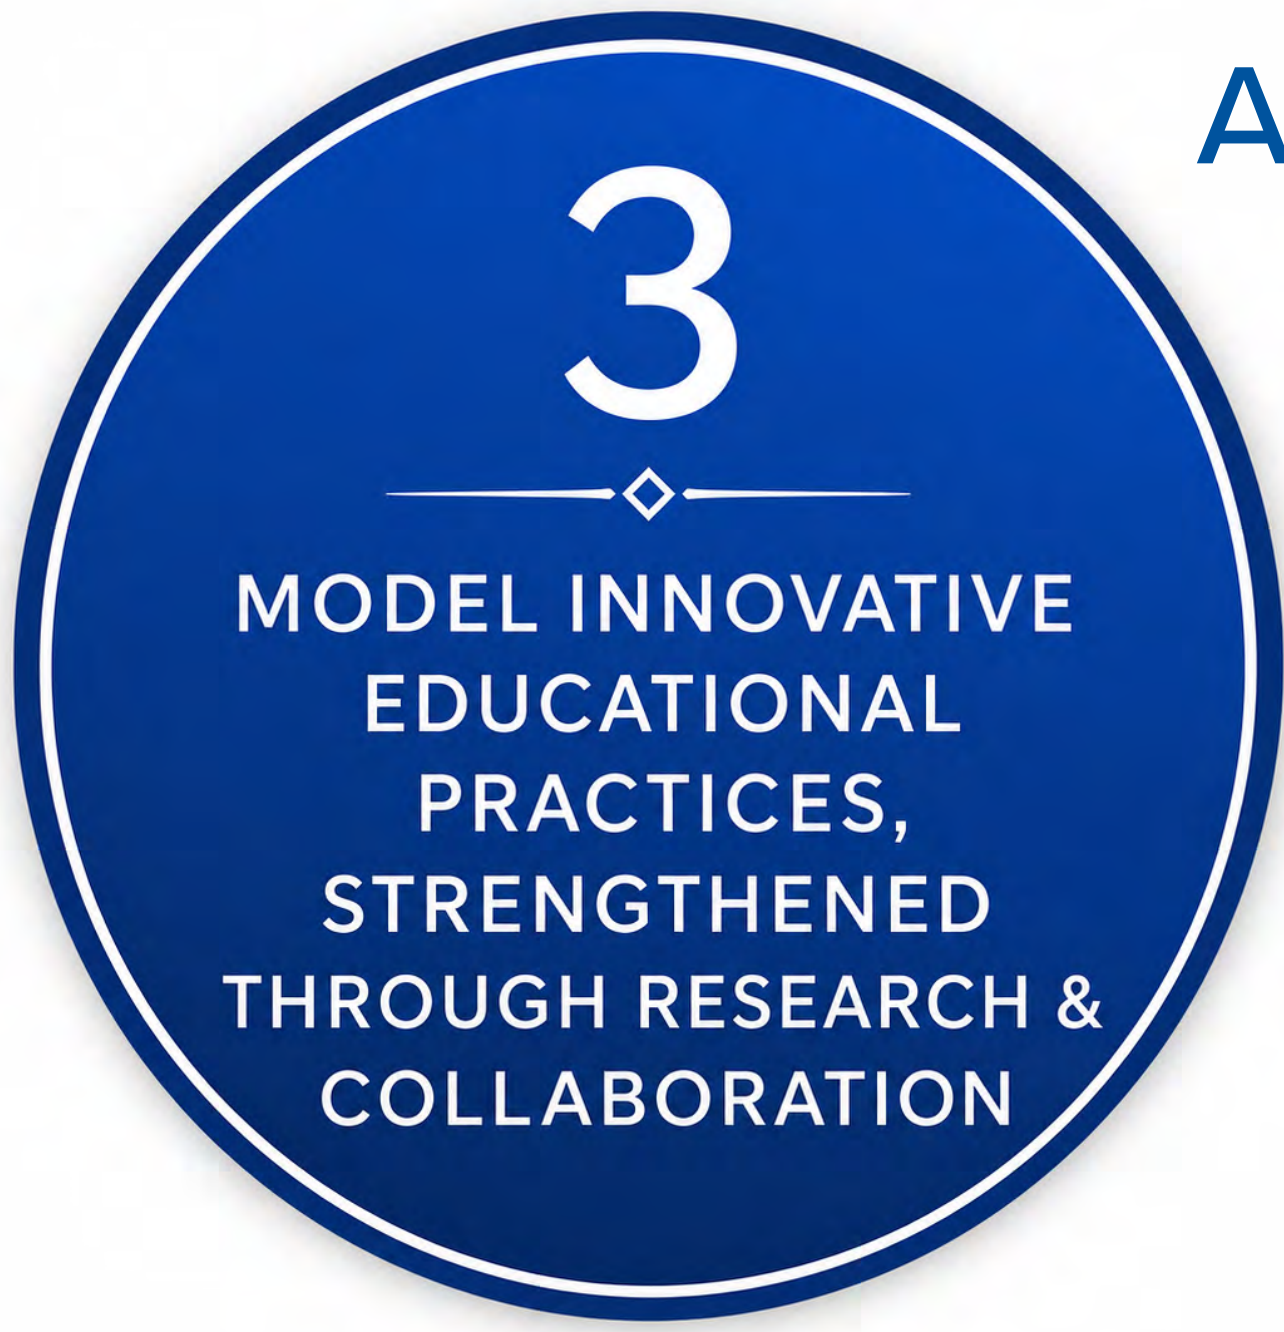 3
MODEL INNOVATIVE
EDUCATIONAL
PRACTICES,
STRENGTHENED
THROUGH RESEARCH &
COLLABORATION
A